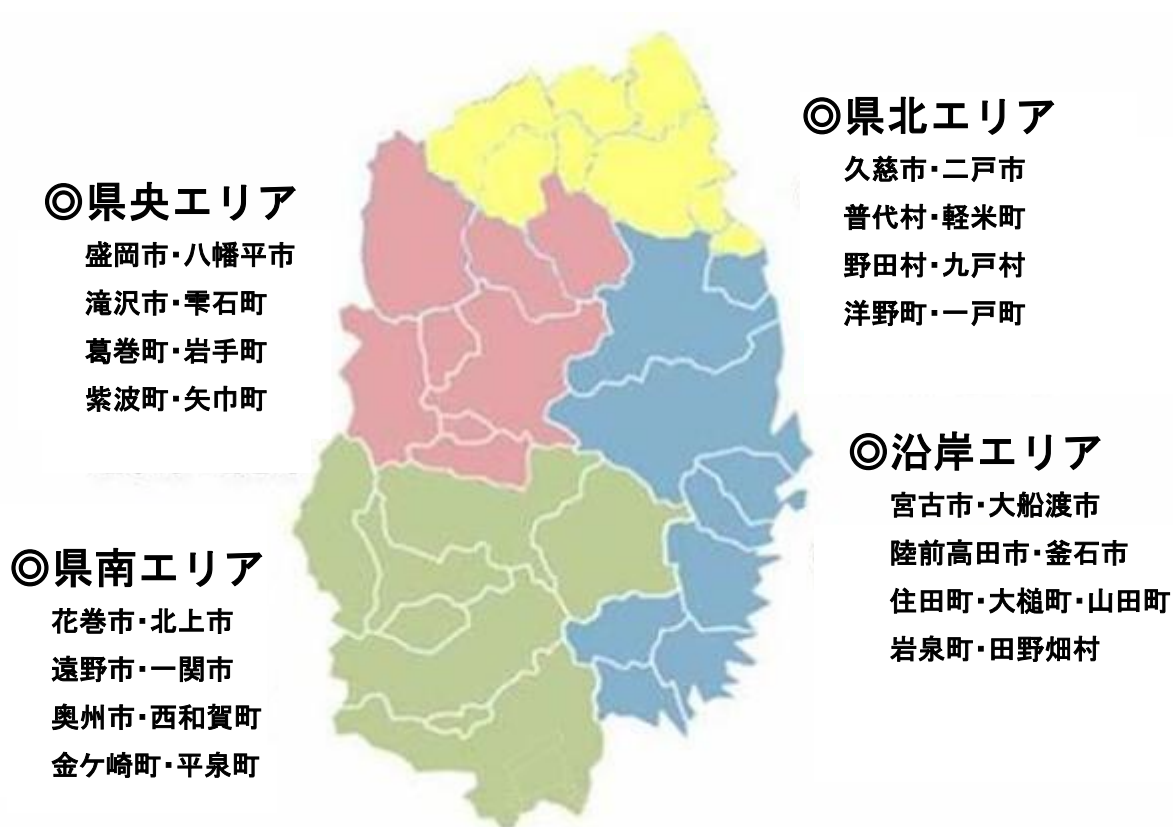 ◎県北エリア
久慈市・二戸市
普代村・軽米町
野田村・九戸村
洋野町・一戸町
◎県央エリア
盛岡市・八幡平市
滝沢市・雫石町
葛巻町・岩手町
紫波町・矢巾町
◎沿岸エリア
宮古市・大船渡市
陸前高田市・釜石市
住田町・大槌町・山田町
岩泉町・田野畑村
◎県南エリア
花巻市・北上市
遠野市・一関市
奥州市・西和賀町
金ケ崎町・平泉町